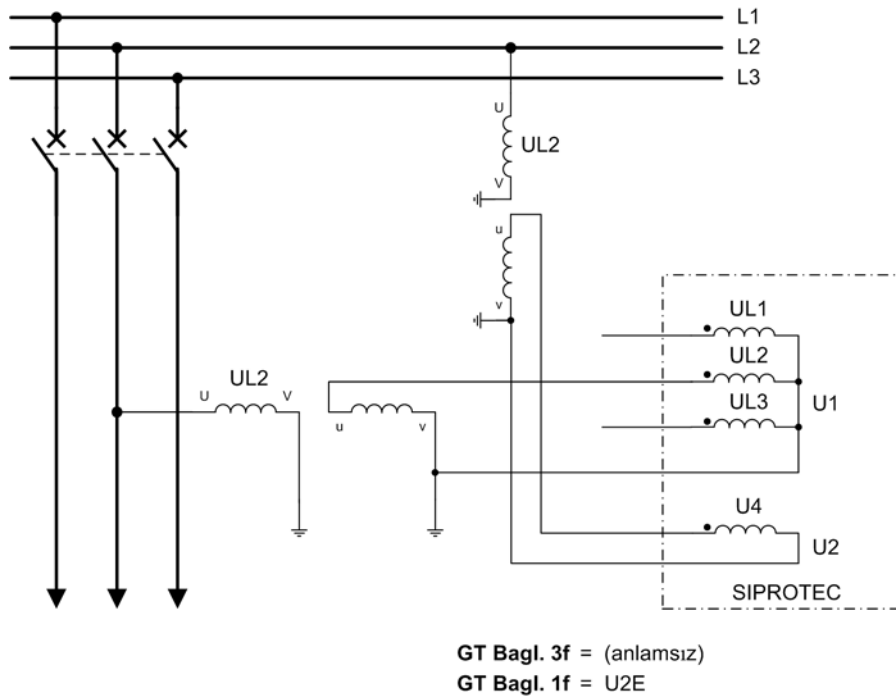 L1
L2
L3
U
UL2
V
u
v
UL1
UL2
UL2
U
V
UL3
U1
u
v
U4
U2
SIPROTEC
GT Bagl. 3f = (anlamsız)
GT Bagl. 1f = U2E